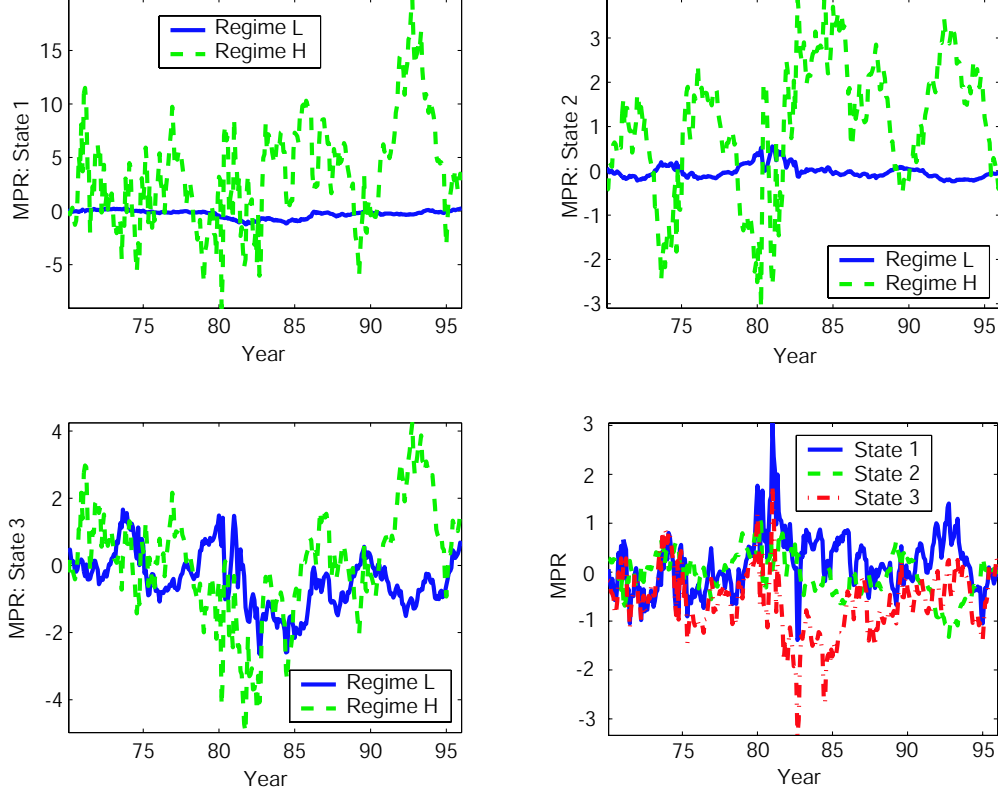 MPR: State 1
15
10
5
0
-5
Regime L
Regime H
75
80
85
90
95
Year
MPR: State 2
3
2
1
0
-1
-2
-3
Regime L
Regime H
75
80
85
90
95
Year
MPR: State 3
4
2
0
-2
-4
Regime L
Regime H
75
80
85
90
95
Year
MPR
3
2
1
0
-1
-3
State 1
State 2
State 3
75
80
85
90
95
Year